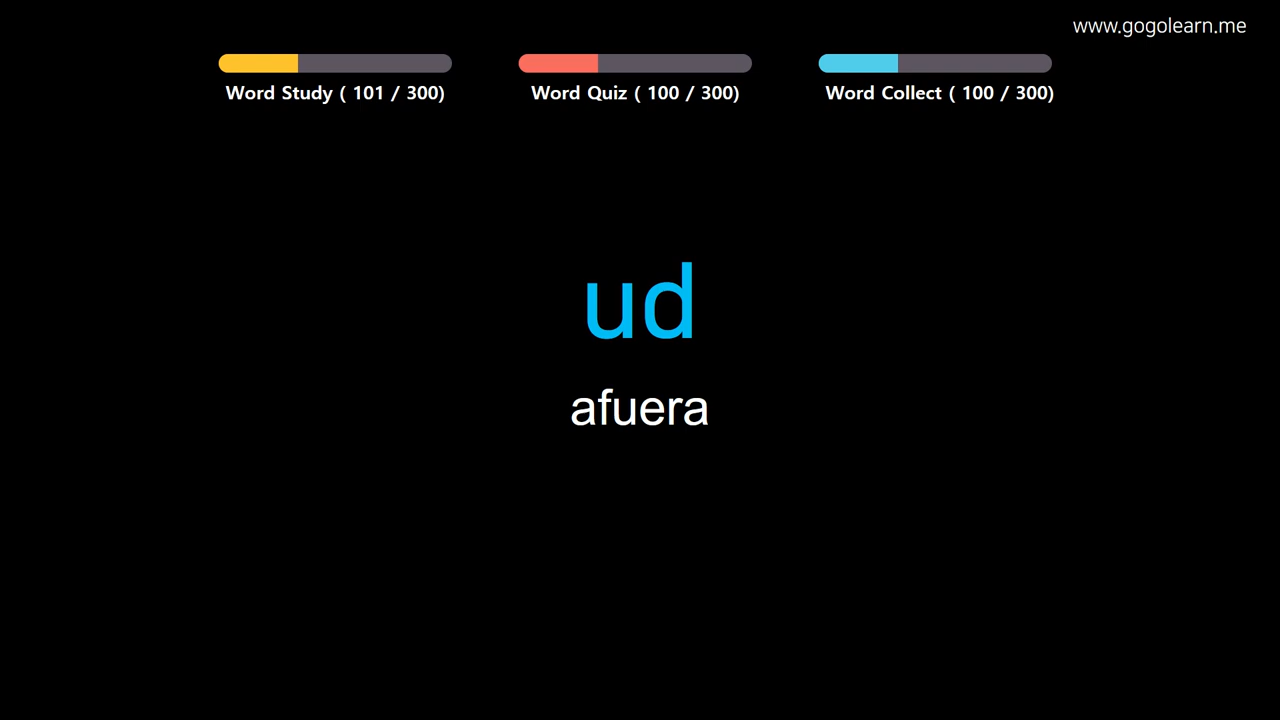 www.gogolearn.me
Word Study ( 101 / 300)
Word Quiz ( 100 / 300)
Word Collect ( 100 / 300)
ud
afuera